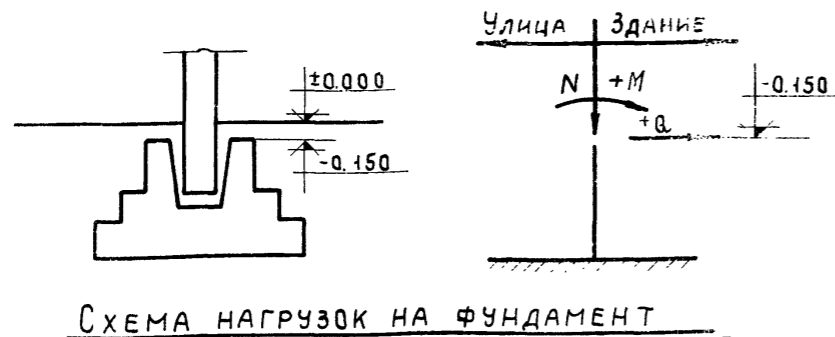 Улица Здание
±0.000
N +M
-0.150
+Q
-0.150
Схема нагрузок на фундамент